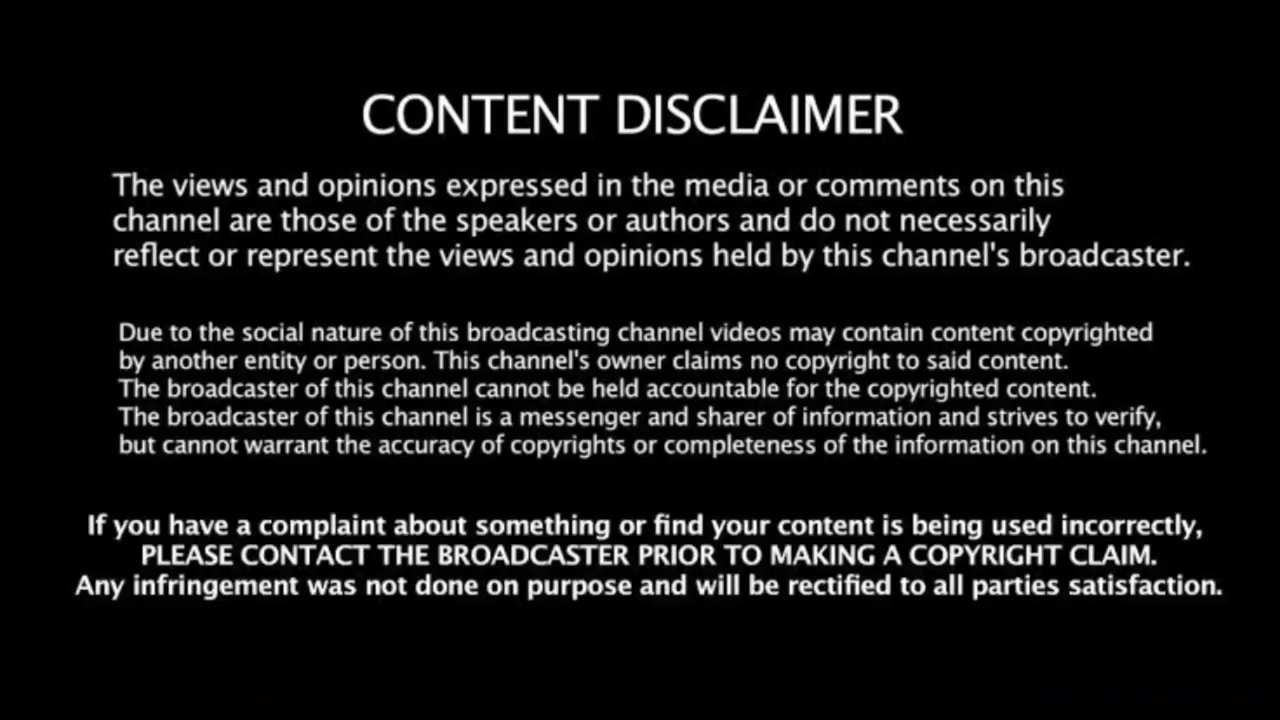 CONTENT DISCLAIMER
The views and opinions expressed in the media or comments on this
channel are those of the speakers or authors and do not necessarily
reflect or represent the views and opinions held by this channel's broadcaster.
Due to the social nature of this broadcasting channel videos may contain content copyrighted
by another entity or person. This channel's owner claims no copyright to said content.
The broadcaster of this channel cannot be held accountable for the copyrighted content.
The broadcaster of this channel is a messenger and sharer of information and strives to verify,
but cannot warrant the accuracy of copyrights or completeness of the information on this channel.
If you have a complaint about something or find your content is being used incorrectly,
PLEASE CONTACT THE BROADCASTER PRIOR TO MAKING A COPYRIGHT CLAIM.
Any infringement was not done on purpose and will be rectified to all parties satisfaction.